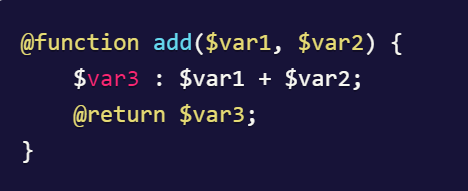 @function add($var1, $var2) {
    $var3 : $var1 + $var2;
    @return $var3;
}